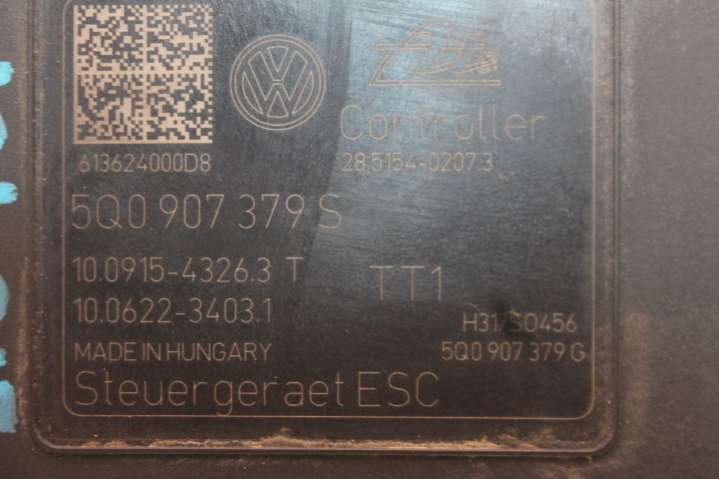 Controller
613624000D8
28.5154-0207.3
5Q0 907 379 S
10.0915-4326.3 T
TT1
10.0622-3403.1
H31/S0456
MADE IN HUNGARY
5Q0 907 379 G
Steuergeraet ESC